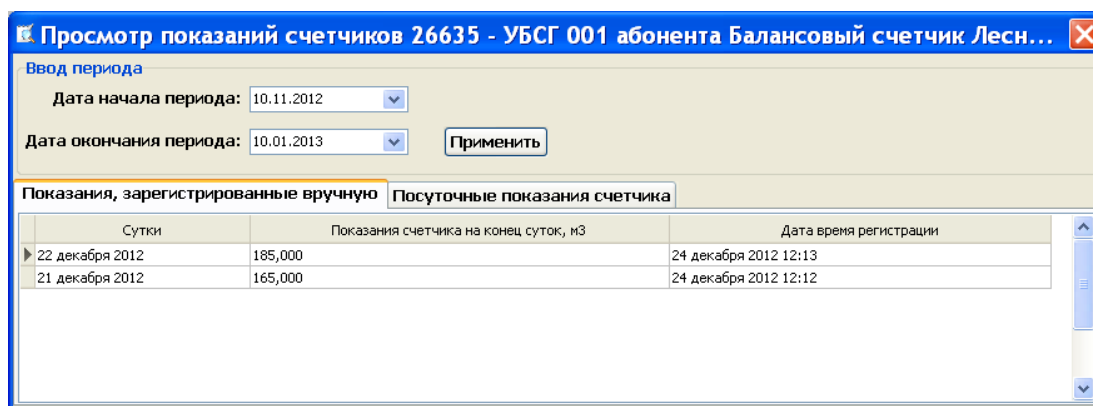 Просмотр показаний счетчиков 26635 - УБСГ 001 абонента Балансовый счетчик Лесн...
Ввод периода
Дата начала периода: 10.11.2012
Дата окончания периода: 10.01.2013 Применить
Показания, зарегистрированные вручную Посуточные показания счетчика
Сутки Показания счетчика на конец суток, м3 Дата время регистрации
22 декабря 2012 185,000 24 декабря 2012 12:13
21 декабря 2012 165,000 24 декабря 2012 12:12